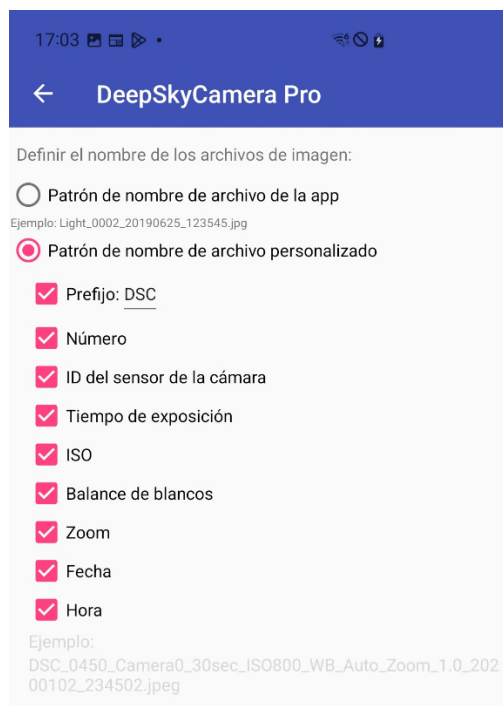 17:03
DeepSkyCamera Pro
Definir el nombre de los archivos de imagen:
Patrón de nombre de archivo de la app
Ejemplo: Light_0002_20190625_123545.jpg
Patrón de nombre de archivo personalizado
Prefijo: DSC
Número
ID del sensor de la cámara
Tiempo de exposición
ISO
Balance de blancos
Zoom
Fecha
Hora
Ejemplo:
DSC_0450_Camera0_30sec_ISO800_WB_Auto_Zoom_1.0_202
00102_234502.jpeg